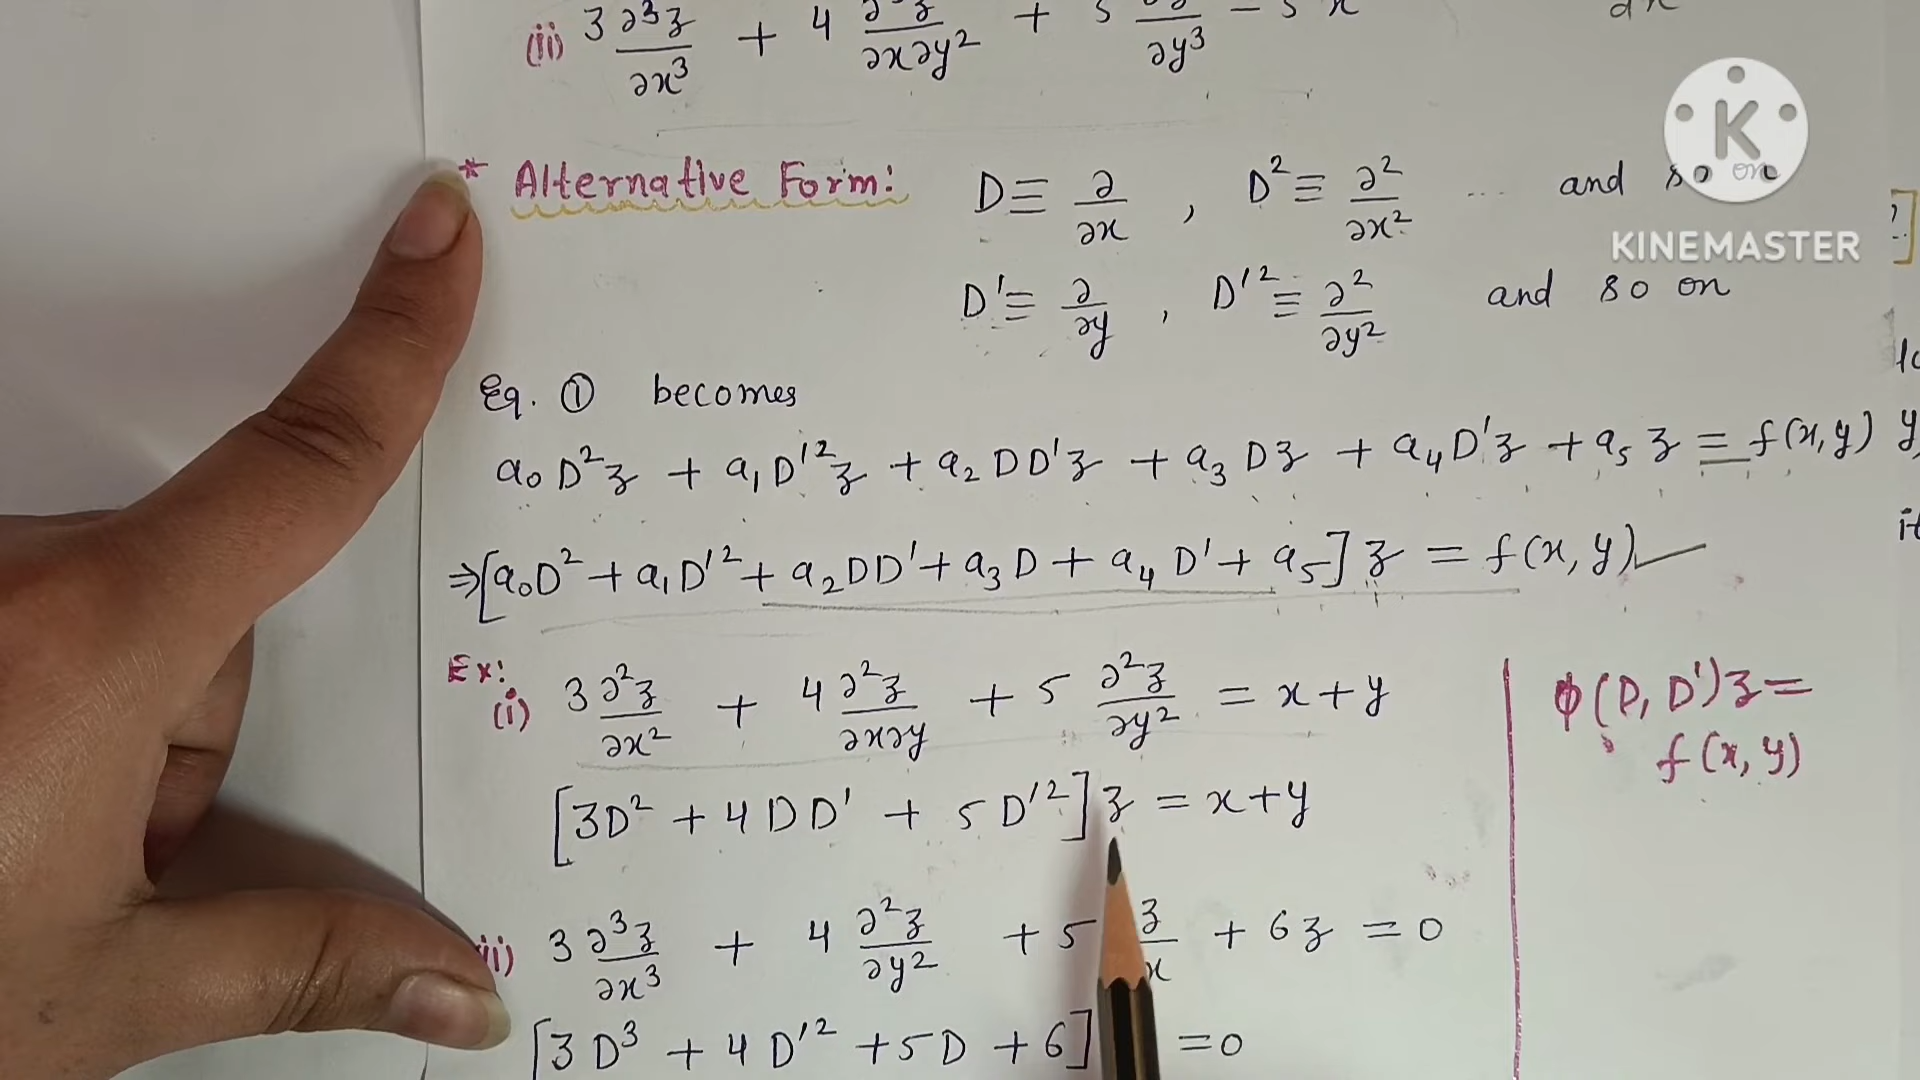 (ii) 3 ∂³z/∂x³ + 4 ∂³z/∂x∂y² + 5 /∂y³ = 5 x
* Alternative Form: D ≡ ∂/∂x , D² ≡ ∂²/∂x² ... and so on
KINEMASTER
D' ≡ ∂/∂y , D'² ≡ ∂²/∂y² and so on
Eq. ① becomes
a₀D²z + a₁D'²z + a₂DD'z + a₃Dz + a₄D'z + a₅z = f(x,y)
⇒[a₀D² + a₁D'² + a₂DD' + a₃D + a₄D' + a₅]z = f(x,y)
Ex:
(i) 3 ∂²z/∂x² + 4 ∂²z/∂x∂y + 5 ∂²z/∂y² = x+y
[3D² + 4DD' + 5D'²]z = x+y
ϕ(D,D')z =
f(x,y)
ii) 3 ∂³z/∂x³ + 4 ∂²z/∂y² + 5 z/x + 6z = 0
[3D³ + 4D'² + 5D + 6] = 0